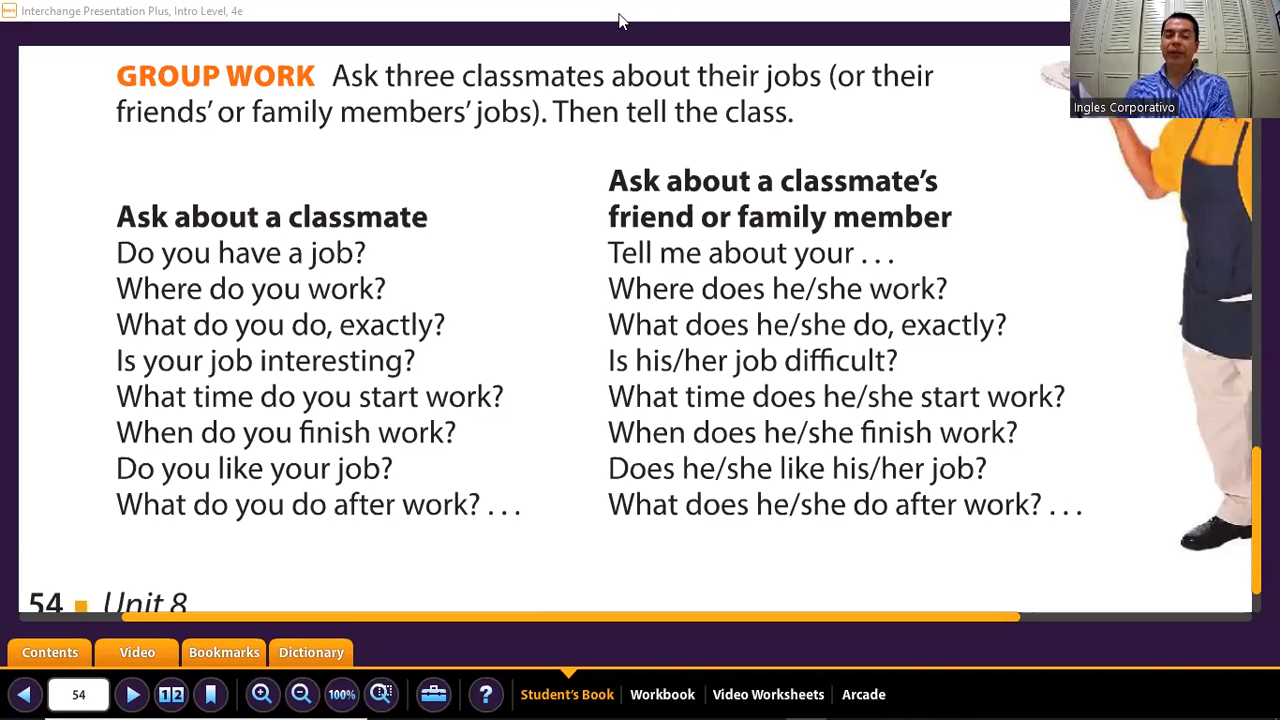 Interchange Presentation Plus, Intro Level, 4e
Ingles Corporativo
GROUP WORK Ask three classmates about their jobs (or their
friends' or family members' jobs). Then tell the class.
Ask about a classmate
Do you have a job?
Where do you work?
What do you do, exactly?
Is your job interesting?
What time do you start work?
When do you finish work?
Do you like your job?
What do you do after work? . . .
Ask about a classmate's
friend or family member
Tell me about your . . .
Where does he/she work?
What does he/she do, exactly?
Is his/her job difficult?
What time does he/she start work?
When does he/she finish work?
Does he/she like his/her job?
What does he/she do after work? . . .
54 Unit 8
Contents Video Bookmarks Dictionary
54 12 100% ? Student's Book Workbook Video Worksheets Arcade